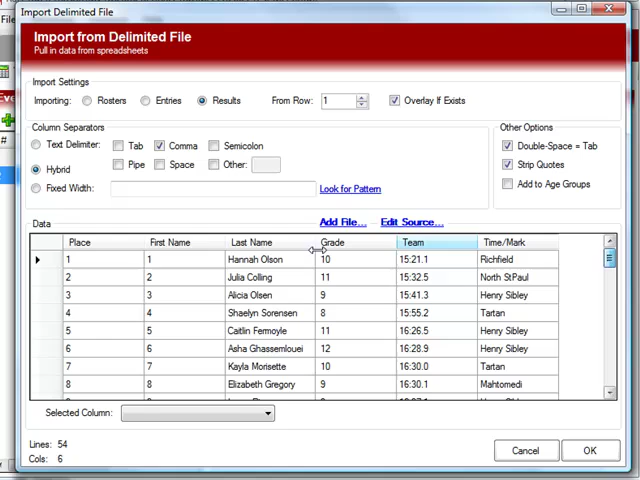 Import Delimited File
Import from Delimited File
Pull in data from spreadsheets
Import Settings
Importing: Rosters Entries Results From Row: 1 Overlay If Exists
Column Separators
Text Delimiter: Tab Comma Semicolon
Hybrid Pipe Space Other:
Fixed Width: Look for Pattern
Other Options
Double-Space = Tab
Strip Quotes
Add to Age Groups
Data Add File... Edit Source...
Place First Name Last Name Grade Team Time/Mark
1 1 Hannah Olson 10 15:21.1 Richfield
2 2 Julia Colling 11 15:32.5 North StPaul
3 3 Alicia Olsen 9 15:41.3 Henry Sibley
4 4 Shaelyn Sorensen 8 15:55.2 Tartan
5 5 Caitlin Fermoyle 11 16:26.5 Henry Sibley
6 6 Asha Ghassemlouei 12 16:28.9 Henry Sibley
7 7 Kayla Morisette 10 16:30.0 Tartan
8 8 Elizabeth Gregory 9 16:30.1 Mahtomedi
Selected Column:
Lines: 54
Cols: 6
Cancel OK